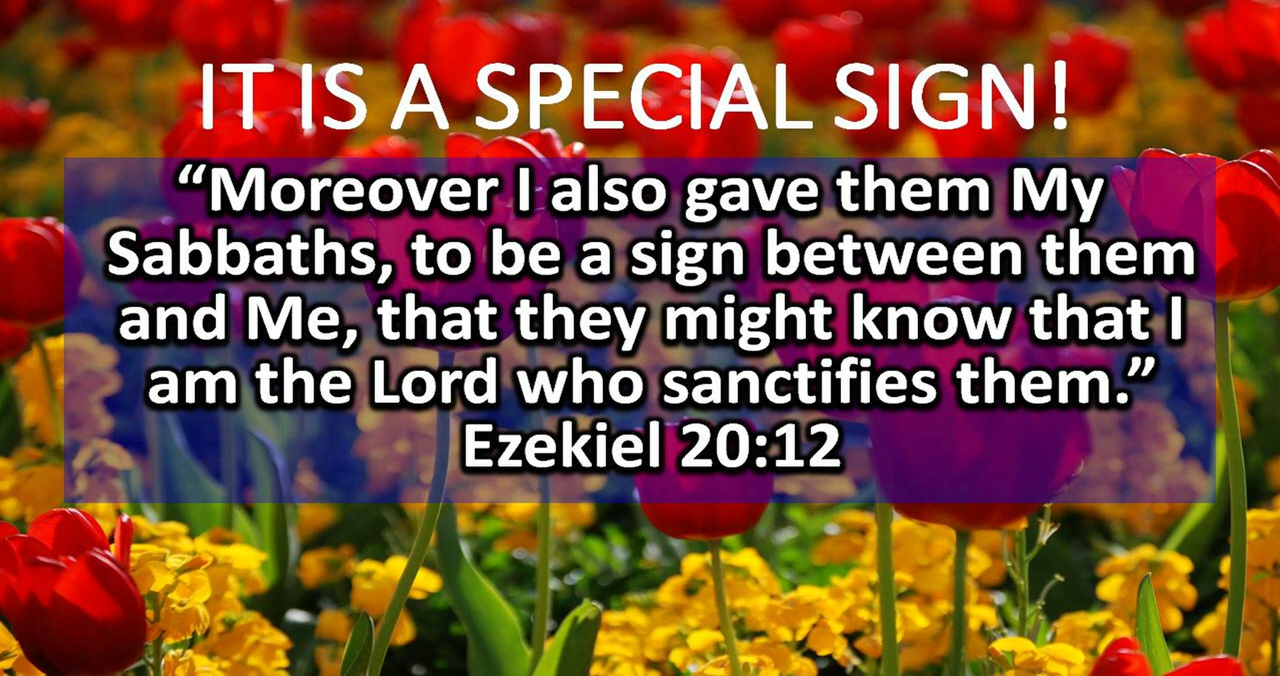 IT IS A SPECIAL SIGN!
“Moreover I also gave them My
Sabbaths, to be a sign between them
and Me, that they might know that I
am the Lord who sanctifies them.”
Ezekiel 20:12